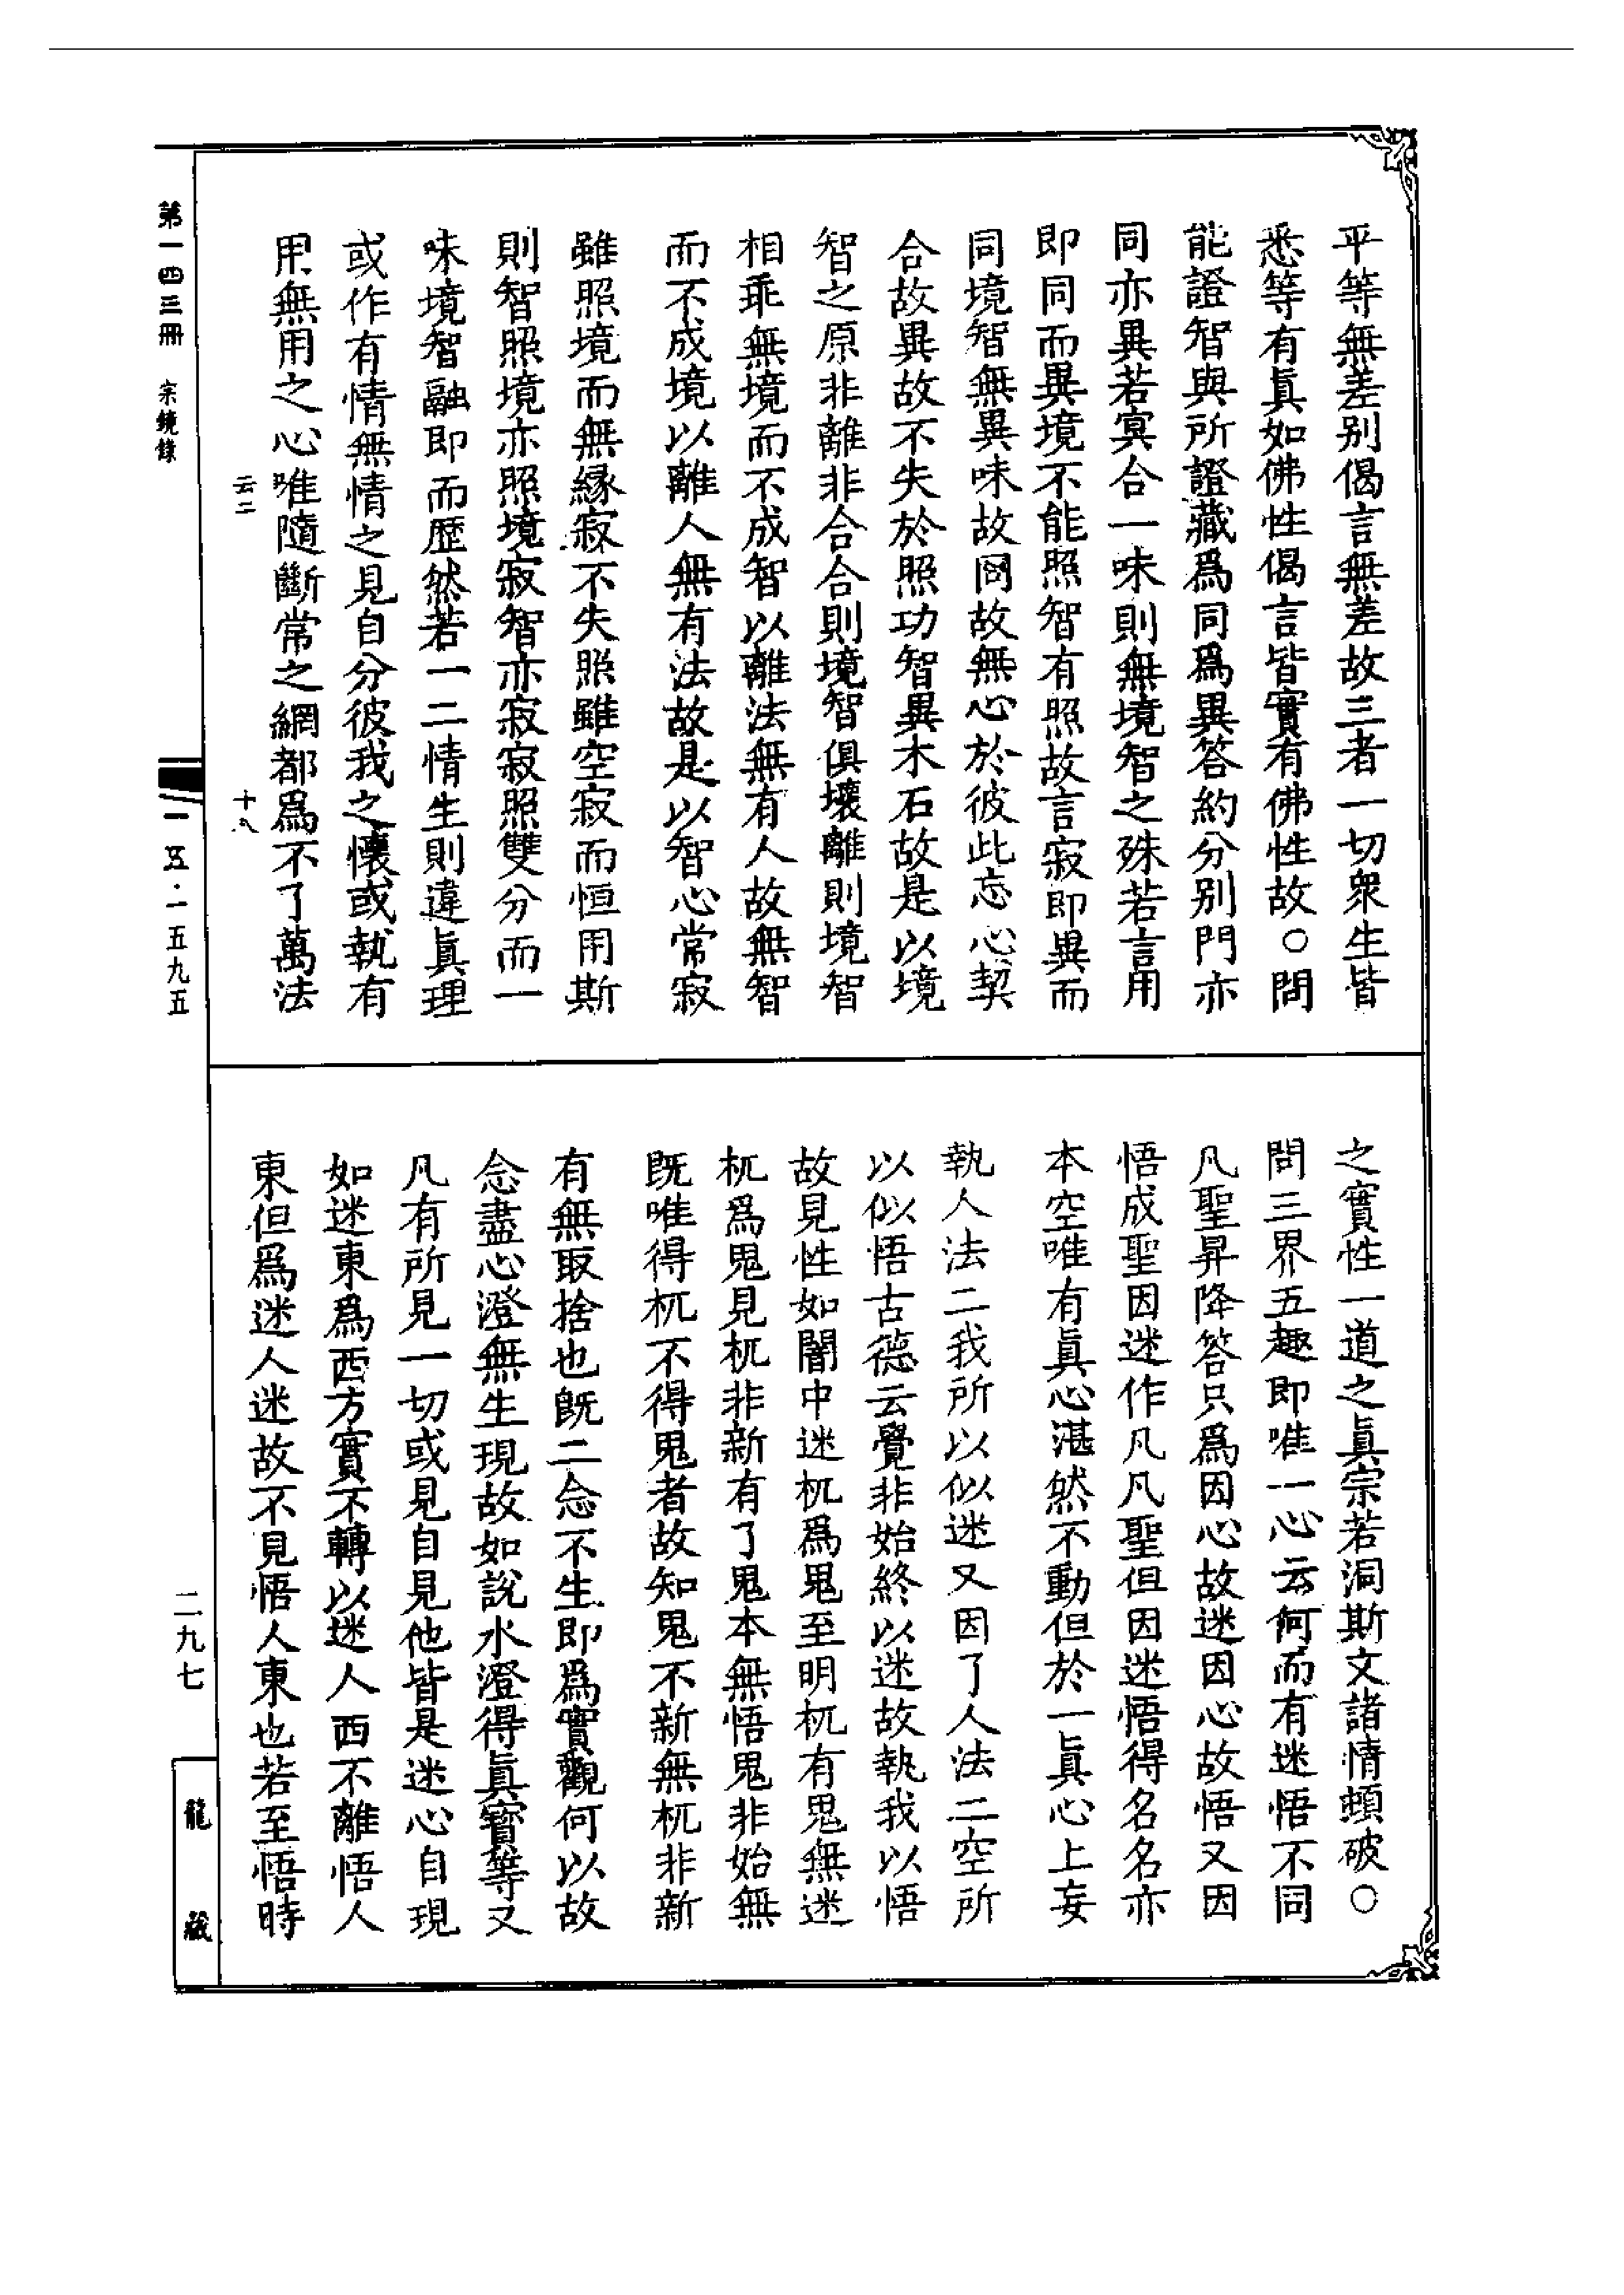 平等無差別偈言無差故三者一切衆生皆
悉等有眞如佛性偈言皆實有佛性故○問
能證智與所證藏爲同爲異答約分別門亦
同亦異若㝠合一味則無境智之殊若言用
即同而異境不能照智有照故言寂即異而
同境智無異味故同故無心於彼此忘心契
合故異故不失於照功智異木石故是以境
智之原非離非合合則境智俱壞離則境智
相乖無境而不成智以離法無有人故無智
而不成境以離人無有法故是以智心常寂
雖照境而無緣寂不失照雖空寂而恒用斯
則智照境亦照境寂智亦寂寂照雙分而一
味境智融即而歷然若一二情生則違眞理
或作有情無情之見自分彼我之懷或執有
用無用之心唯隨斷常之網都爲不了萬法
云二
十八
之實性一道之眞宗若洞斯文諸情頓破○
問三界五趣即唯一心云何而有迷悟不同
凡聖昇降答只爲因心故迷因心故悟又因
悟成聖因迷作凡凡聖但因迷悟得名名亦
本空唯有眞心湛然不動但於一眞心上妄
執人法二我所以似迷又因了人法二空所
以似悟古德云覺非始終以迷故執我以悟
故見性如闇中迷杌爲鬼至明杌有鬼無迷
杌爲鬼見杌非新有了鬼本無悟鬼非始無
既唯得杌不得鬼者故知鬼不新無杌非新
有無取捨也既二念不生即爲實觀何以故
念盡心澄無生現故如說水澄得眞寶等又
凡有所見一切或見自見他皆是迷心自現
如迷東爲西方實不轉以迷人西不離悟人
東但爲迷人迷故不見悟人東也若至悟時
第一四三冊　宗鏡錄
一五·一五九五
二九七
龍藏